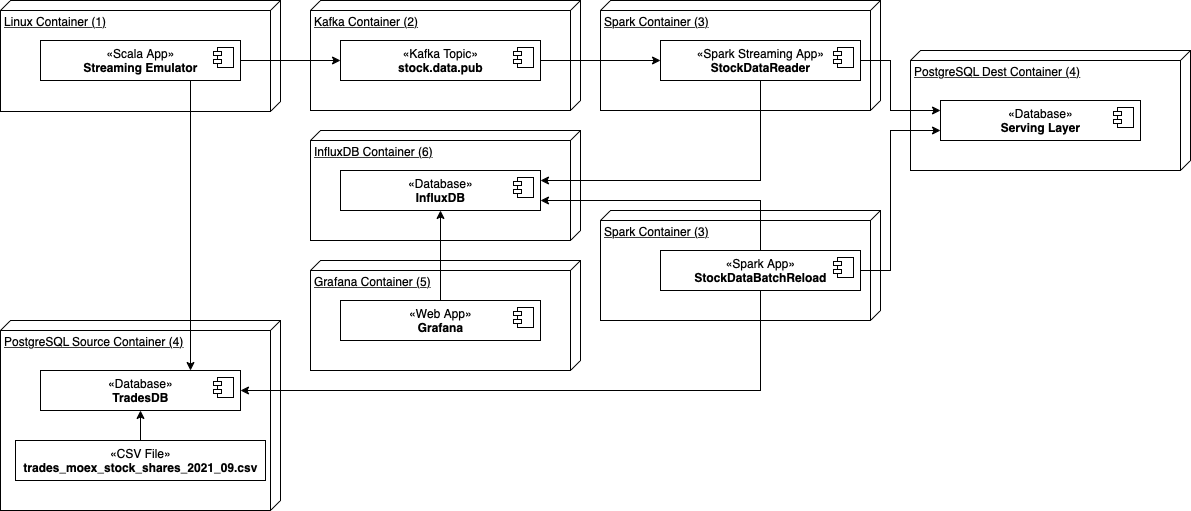 Linux Container (1)
«Scala App»
Streaming Emulator
Kafka Container (2)
«Kafka Topic»
stock.data.pub
Spark Container (3)
«Spark Streaming App»
StockDataReader
PostgreSQL Dest Container (4)
«Database»
Serving Layer
InfluxDB Container (6)
«Database»
InfluxDB
Spark Container (3)
«Spark App»
StockDataBatchReload
Grafana Container (5)
«Web App»
Grafana
PostgreSQL Source Container (4)
«Database»
TradesDB
«CSV File»
trades_moex_stock_shares_2021_09.csv